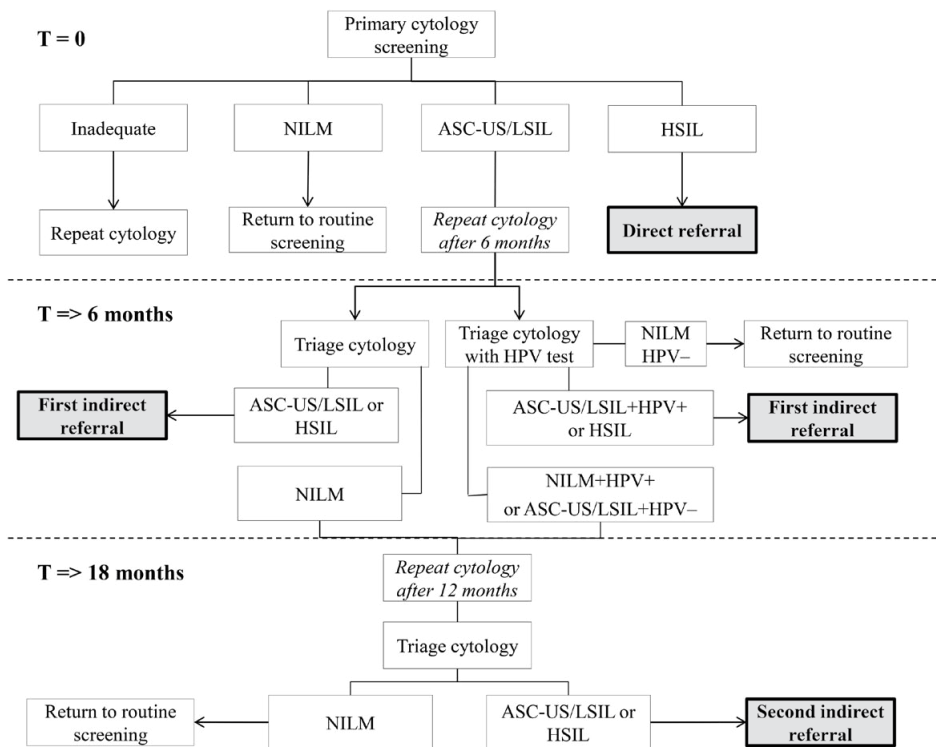 T = 0
Primary cytology
screening
Inadequate
NILM
ASC-US/LSIL
HSIL
Repeat cytology
Return to routine
screening
Repeat cytology
after 6 months
Direct referral
T => 6 months
Triage cytology
Triage cytology
with HPV test
NILM
HPV–
Return to routine
screening
First indirect
referral
ASC-US/LSIL or
HSIL
ASC-US/LSIL+HPV+
or HSIL
First indirect
referral
NILM
NILM+HPV+
or ASC-US/LSIL+HPV–
T => 18 months
Repeat cytology
after 12 months
Triage cytology
Return to routine
screening
NILM
ASC-US/LSIL or
HSIL
Second indirect
referral